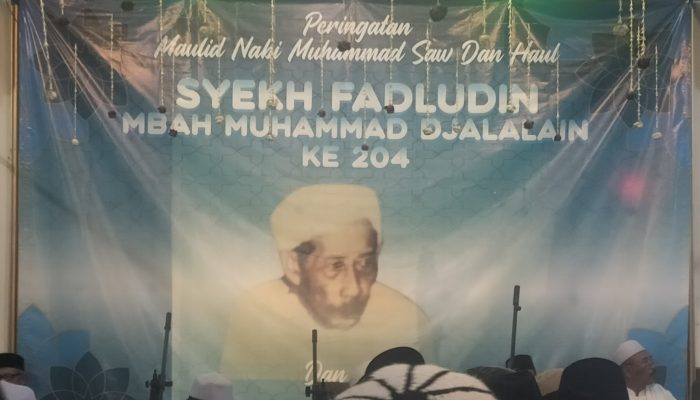 Peringatan
Maulid Nabi Muhammad Saw Dan Haul
SYEKH FADLUDIN
MBAH MUHAMMAD DJALALAIN
KE 204
Dan